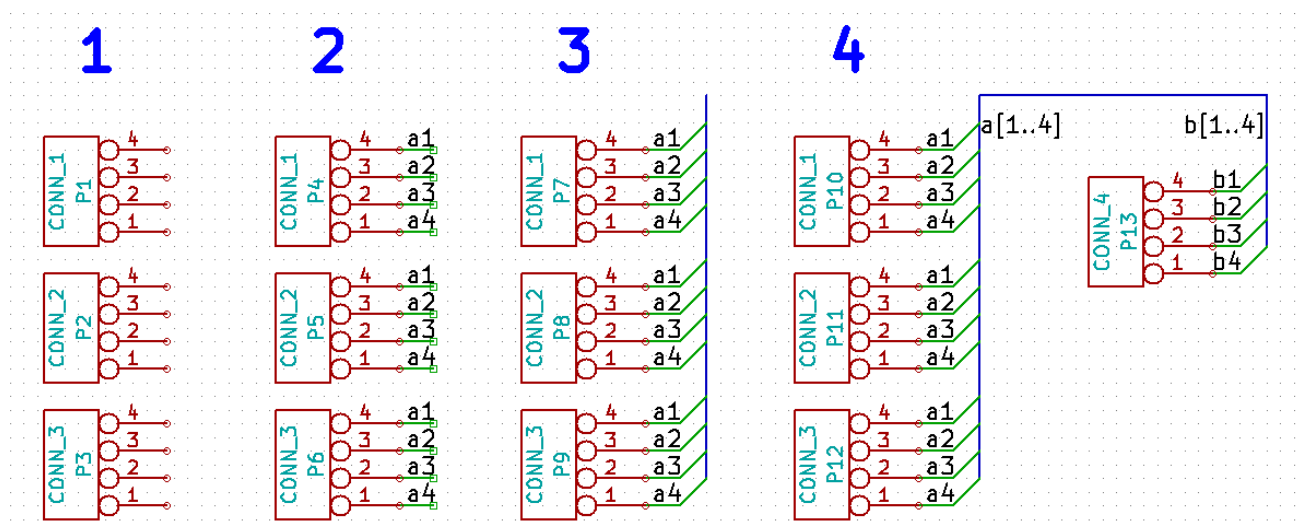 1 2 3 4
CONN_1
P1
4
3
2
1
CONN_1
P4
4 a1
3 a2
2 a3
1 a4
CONN_1
P7
4 a1
3 a2
2 a3
1 a4
CONN_1
P10
4 a1
3 a2
2 a3
1 a4
a[1..4] b[1..4]
CONN_4
P13
4 b1
3 b2
2 b3
1 b4
CONN_2
P2
4
3
2
1
CONN_2
P5
4 a1
3 a2
2 a3
1 a4
CONN_2
P8
4 a1
3 a2
2 a3
1 a4
CONN_2
P11
4 a1
3 a2
2 a3
1 a4
CONN_3
P3
4
3
2
1
CONN_3
P6
4 a1
3 a2
2 a3
1 a4
CONN_3
P9
4 a1
3 a2
2 a3
1 a4
CONN_3
P12
4 a1
3 a2
2 a3
1 a4